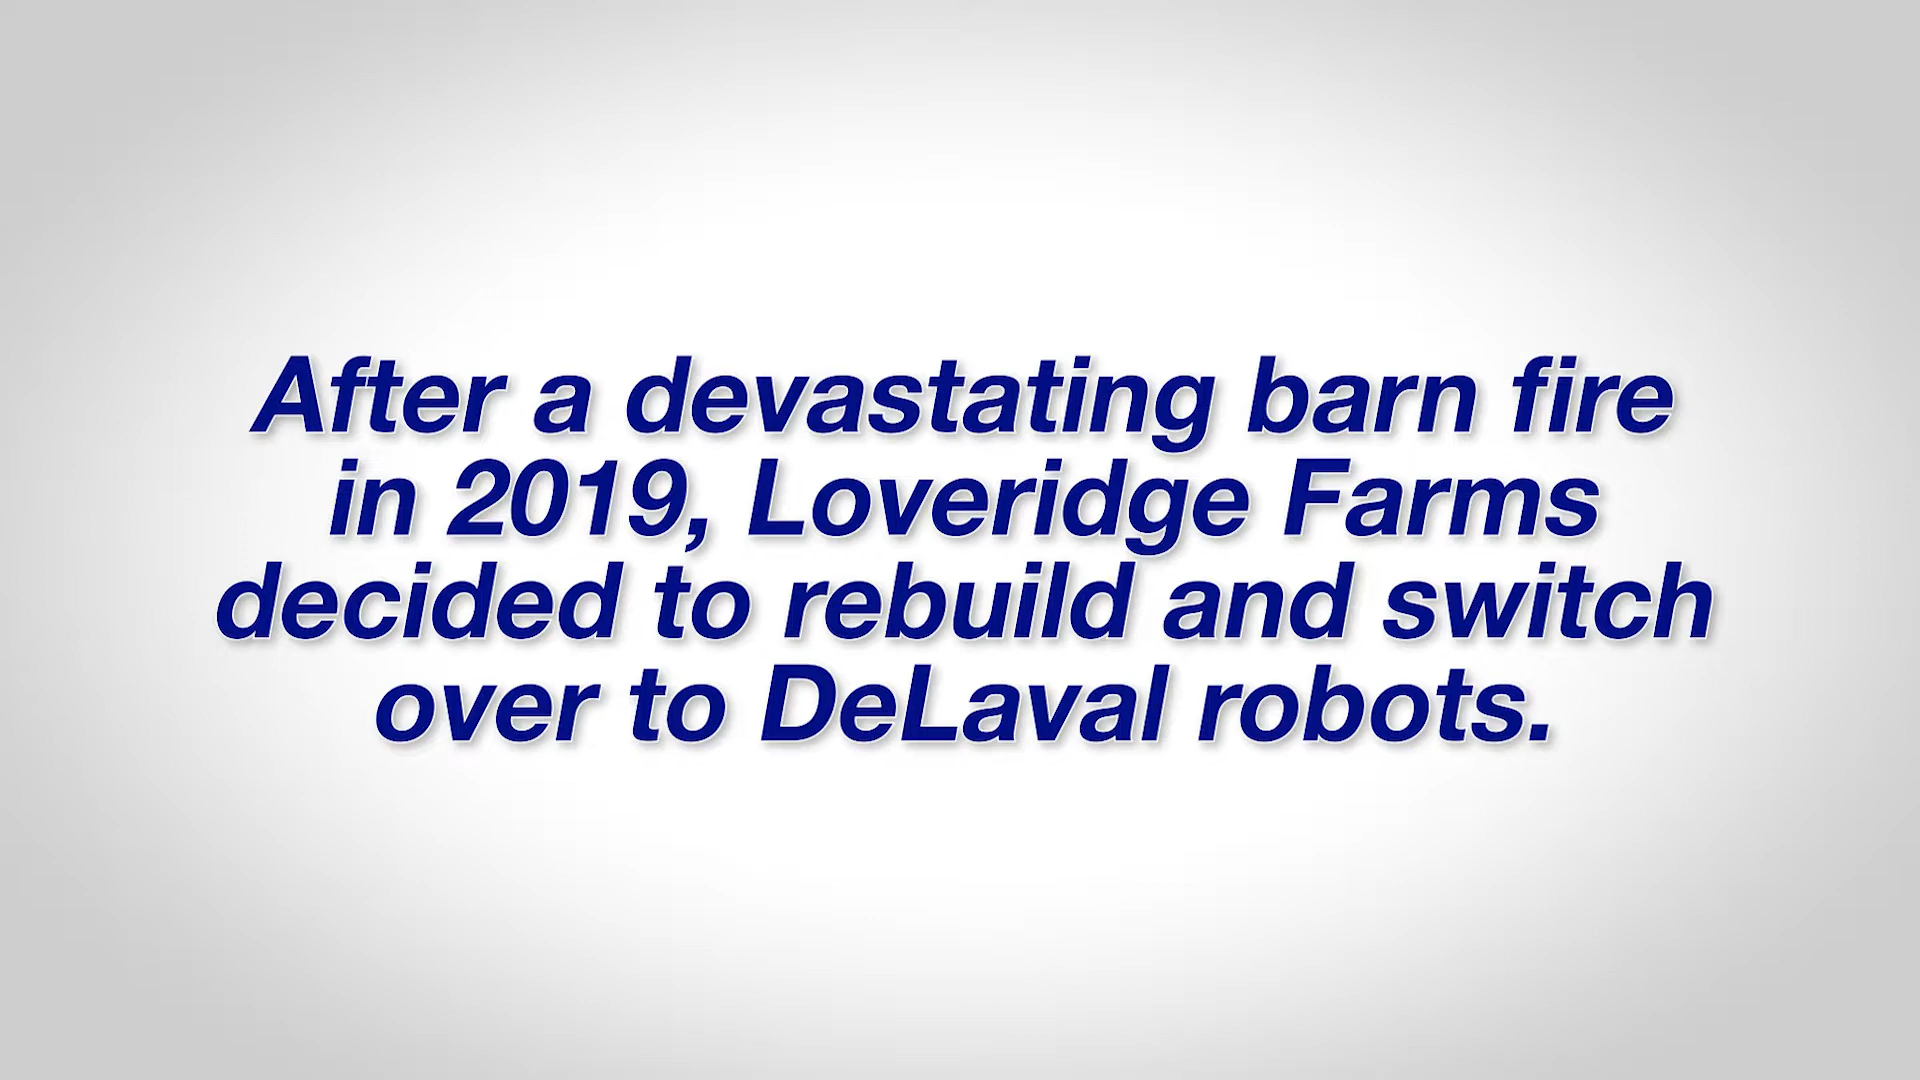 After a devastating barn fire
in 2019, Loveridge Farms
decided to rebuild and switch
over to DeLaval robots.